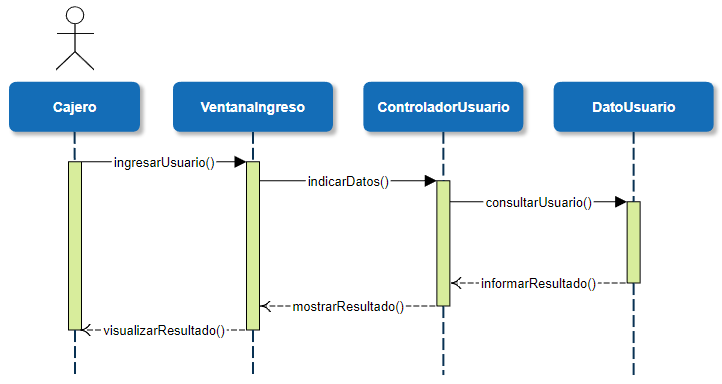 Cajero
VentanaIngreso
ControladorUsuario
DatoUsuario
ingresarUsuario()
indicarDatos()
consultarUsuario()
informarResultado()
mostrarResultado()
visualizarResultado()